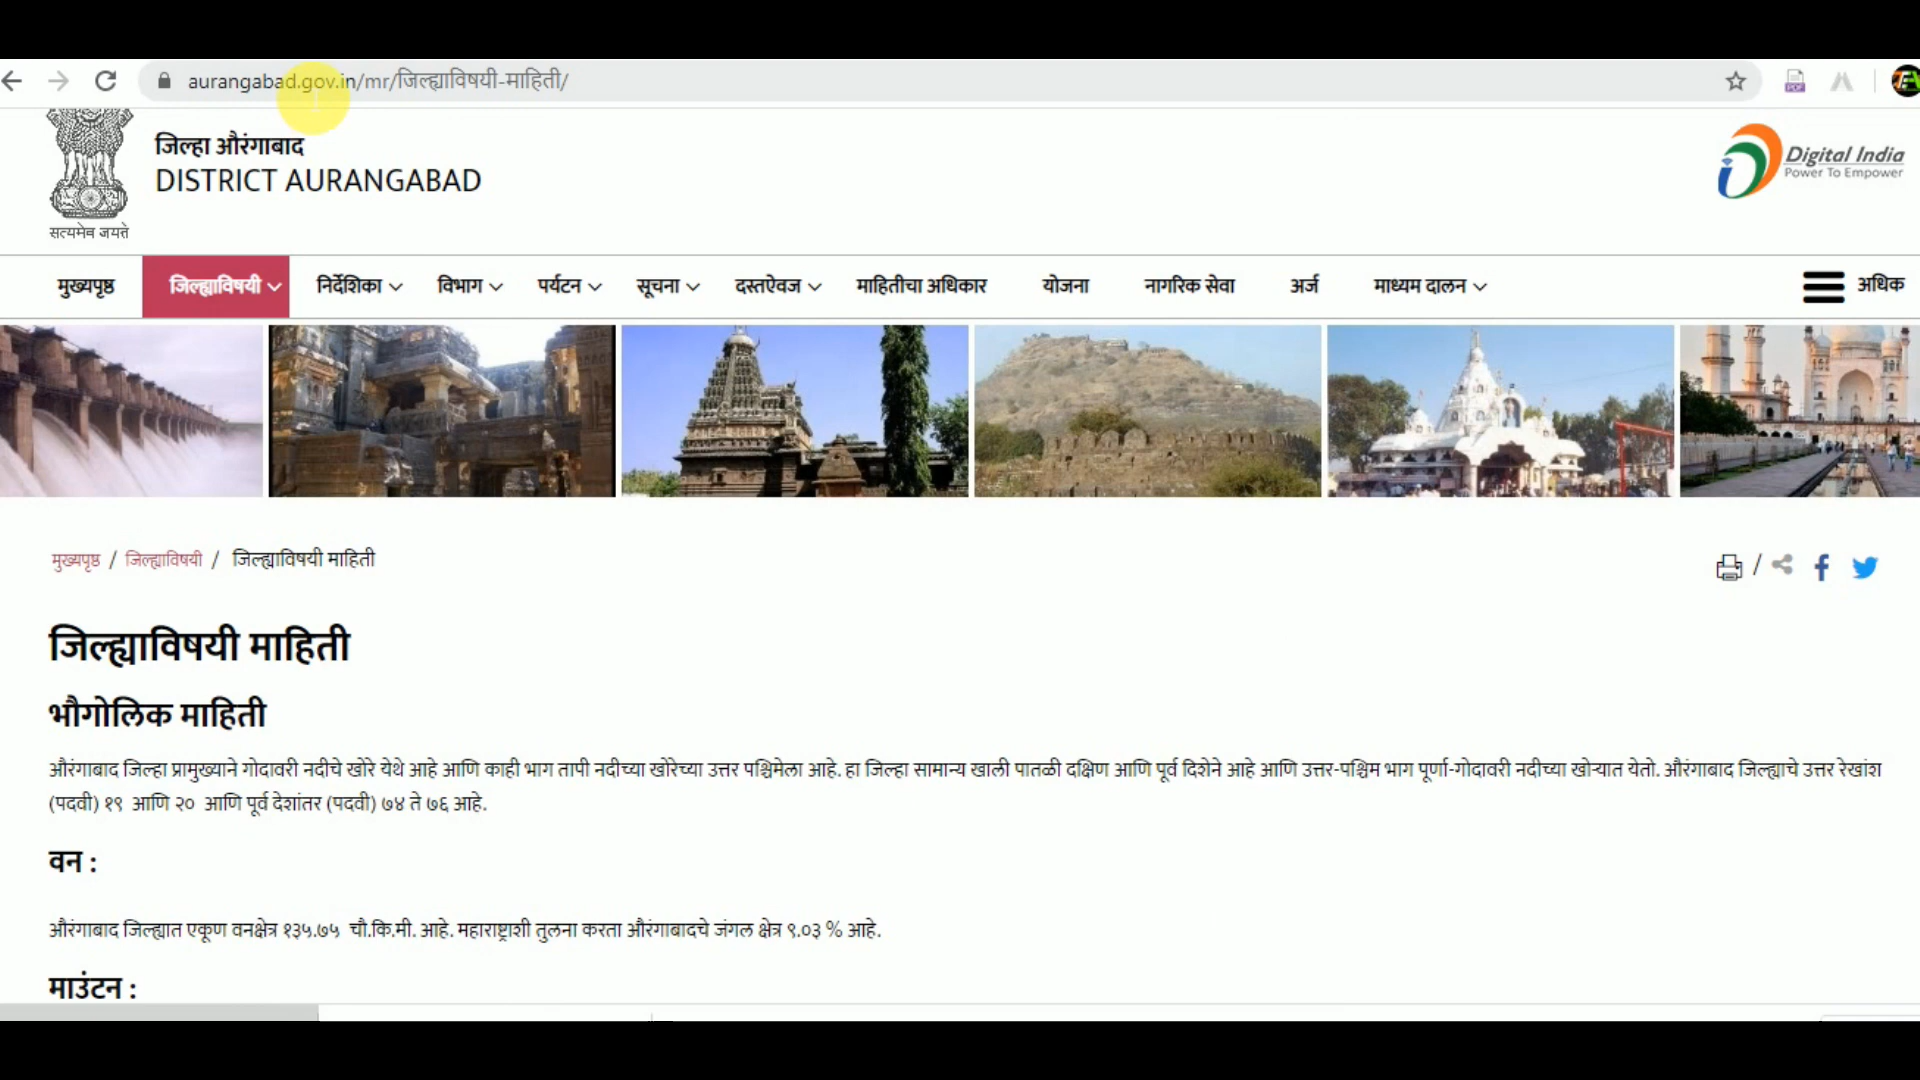 aurangabad.gov.in/mr/जिल्ह्याविषयी-माहिती/
जिल्हा औरंगाबाद
DISTRICT AURANGABAD
सत्यमेव जयते
Digital India
Power To Empower
मुख्यपृष्ठ जिल्ह्याविषयी निर्देशिका विभाग पर्यटन सूचना दस्तऐवज माहितीचा अधिकार योजना नागरिक सेवा अर्ज माध्यम दालन अधिक
मुख्यपृष्ठ / जिल्ह्याविषयी / जिल्ह्याविषयी माहिती
जिल्ह्याविषयी माहिती
भौगोलिक माहिती
औरंगाबाद जिल्हा प्रामुख्याने गोदावरी नदीचे खोरे येथे आहे आणि काही भाग तापी नदीच्या खोरेच्या उत्तर पश्चिमेला आहे. हा जिल्हा सामान्य खाली पातळी दक्षिण आणि पूर्व दिशेने आहे आणि उत्तर-पश्चिम भाग पूर्णा-गोदावरी नदीच्या खोऱ्यात येतो. औरंगाबाद जिल्ह्याचे उत्तर रेखांश
(पदवी) १९ आणि २० आणि पूर्व देशांतर (पदवी) ७४ ते ७६ आहे.
वन :
औरंगाबाद जिल्ह्यात एकूण वनक्षेत्र १३५.७५ चौ.कि.मी. आहे. महाराष्ट्राशी तुलना करता औरंगाबादचे जंगल क्षेत्र ९.०३ % आहे.
माउंटन :